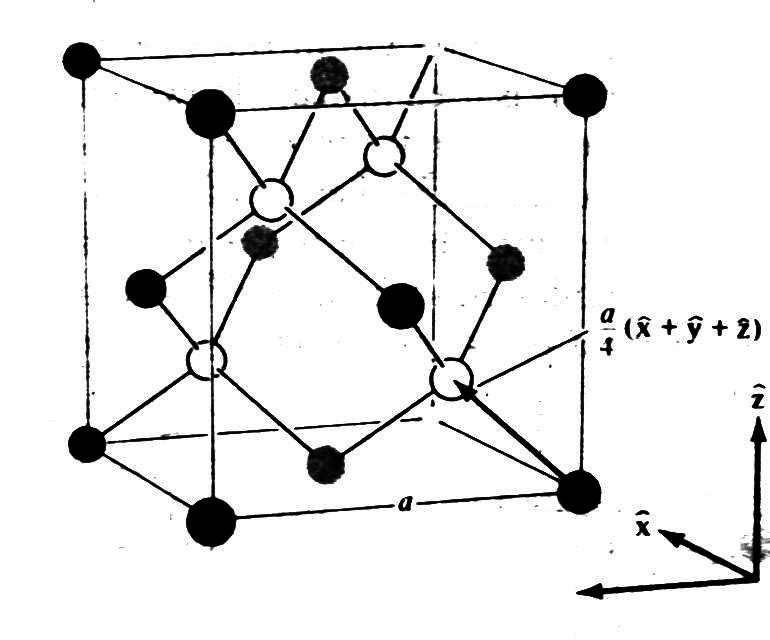 a/4 (x̂ + ŷ + ẑ)
ẑ
a
x̂